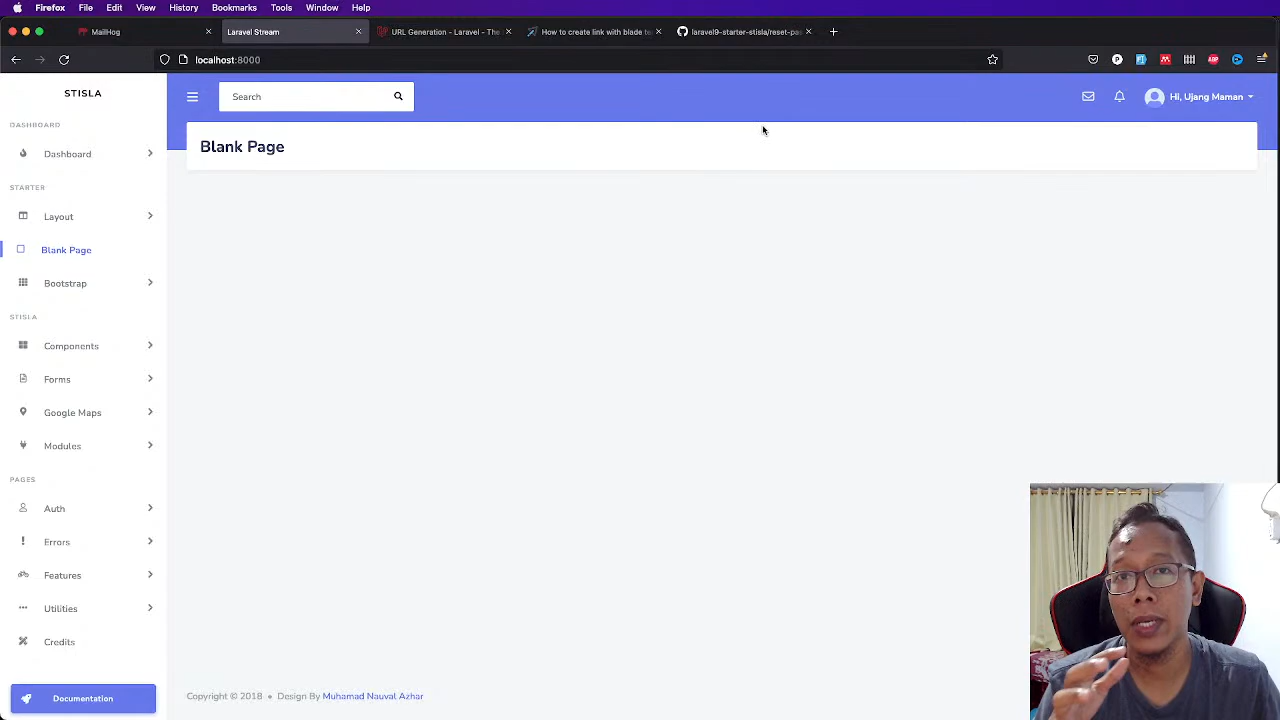 Firefox File Edit View History Bookmarks Tools Window Help
MailHog
Laravel Stream
URL Generation - Laravel - The
How to create link with blade te
laravel9-starter-stisla/reset-pas
localhost:8000
STISLA
Search
Hi, Ujang Maman
DASHBOARD
Blank Page
Dashboard
STARTER
Layout
Blank Page
Bootstrap
STISLA
Components
Forms
Google Maps
Modules
PAGES
Auth
Errors
Features
Utilities
Credits
Documentation
Copyright © 2018 • Design By Muhamad Nauval Azhar